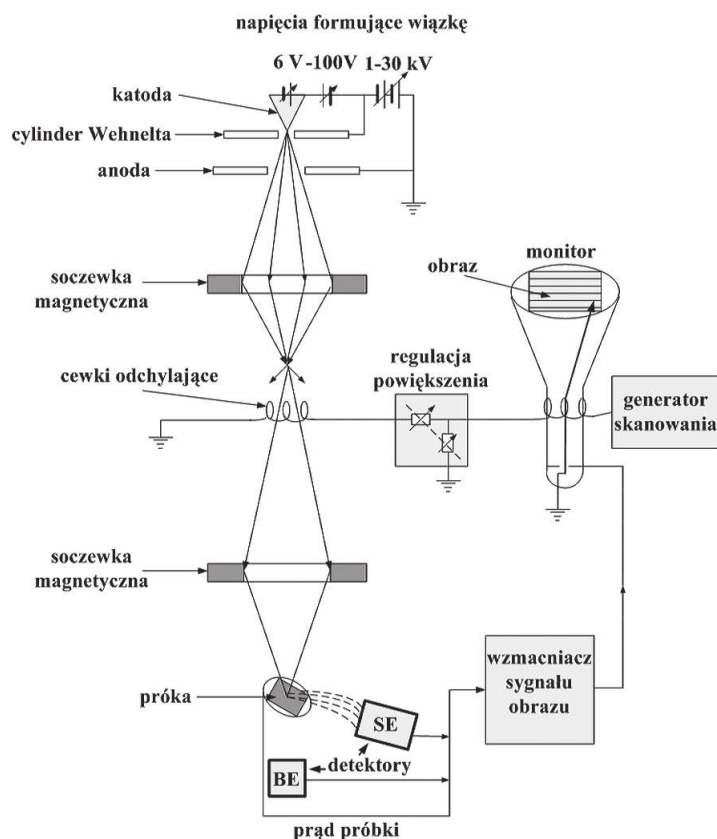 napięcia formujące wiązkę
6 V -100V 1-30 kV
katoda
cylinder Wehnelta
anoda
soczewka
magnetyczna
monitor
obraz
regulacja
powiększenia
cewki odchylające
generator
skanowania
soczewka
magnetyczna
wzmacniacz
sygnału
obrazu
próka
SE
detektory
BE
prąd próbki